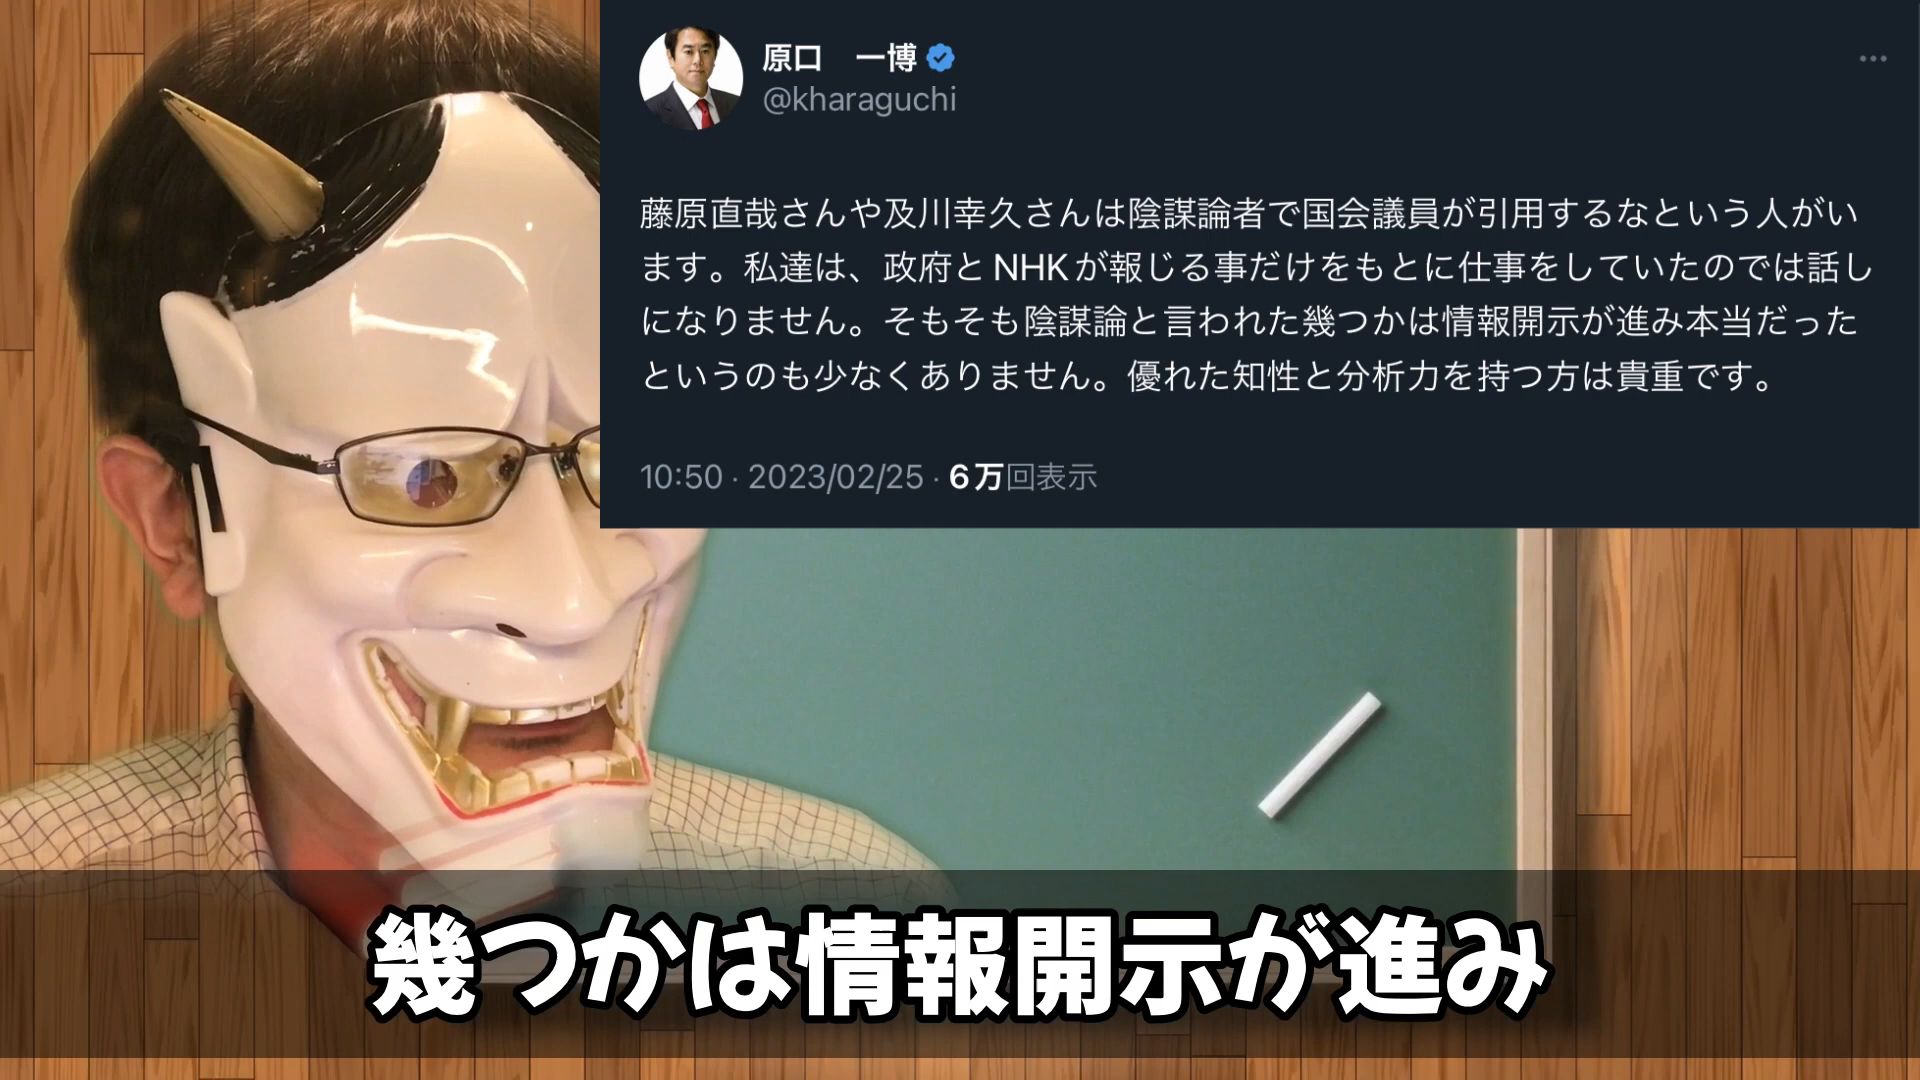 原口　一博
@kharaguchi
藤原直哉さんや及川幸久さんは陰謀論者で国会議員が引用するなという人がい
ます。私達は、政府とNHKが報じる事だけをもとに仕事をしていたのでは話し
になりません。そもそも陰謀論と言われた幾つかは情報開示が進み本当だった
というのも少なくありません。優れた知性と分析力を持つ方は貴重です。
10:50 · 2023/02/25 · 6万回表示
幾つかは情報開示が進み